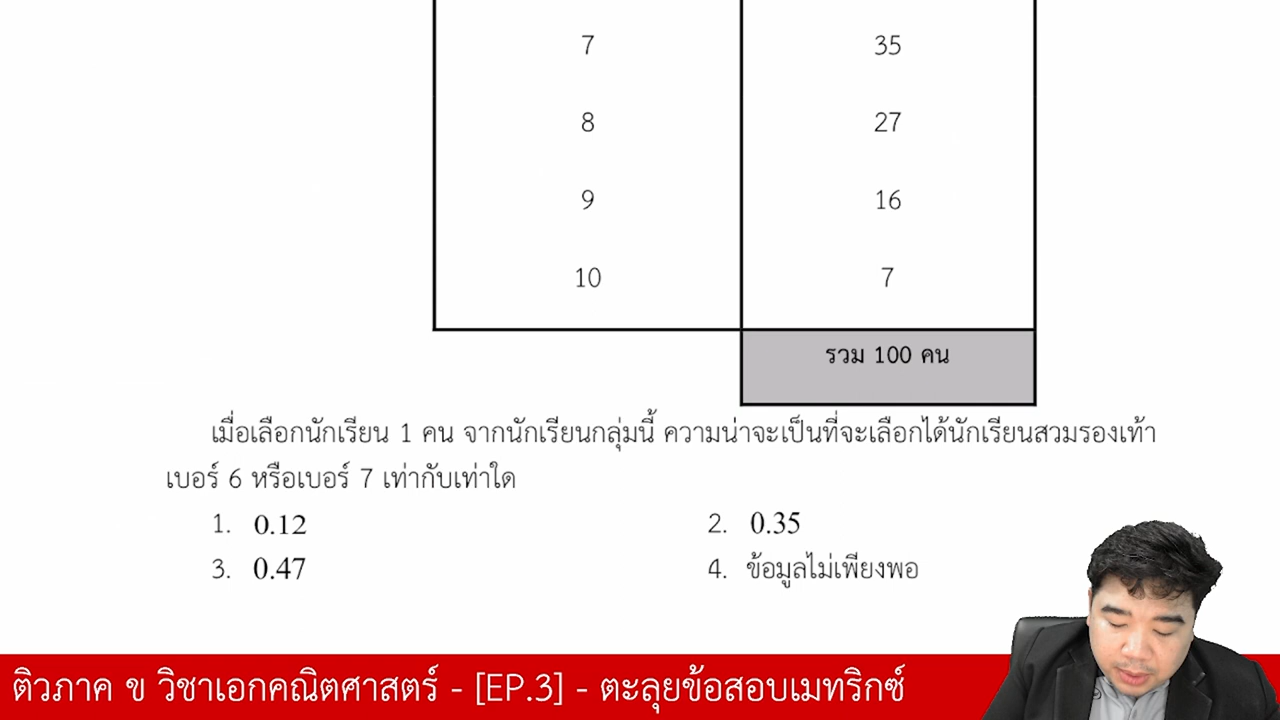 7 35
8 27
9 16
10 7
รวม 100 คน
เมื่อเลือกนักเรียน 1 คน จากนักเรียนกลุ่มนี้ ความน่าจะเป็นที่จะเลือกได้นักเรียนสวมรองเท้า
เบอร์ 6 หรือเบอร์ 7 เท่ากับเท่าใด
1. 0.12 2. 0.35
3. 0.47 4. ข้อมูลไม่เพียงพอ
ติวภาค ข วิชาเอกคณิตศาสตร์ - [EP.3] - ตะลุยข้อสอบเมทริกซ์